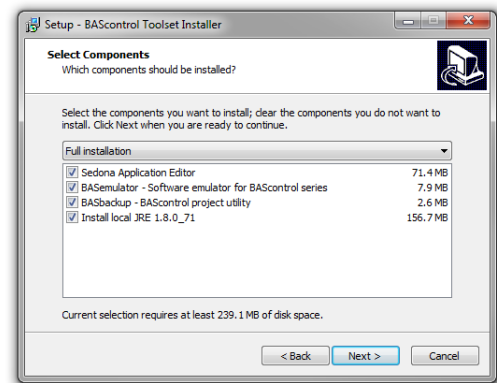 Setup - BAScontrol Toolset Installer
Select Components
Which components should be installed?
Select the components you want to install; clear the components you do not want to
install. Click Next when you are ready to continue.
Full installation
Sedona Application Editor 71.4 MB
BASemulator - Software emulator for BAScontrol series 7.9 MB
BASbackup - BAScontrol project utility 2.6 MB
Install local JRE 1.8.0_71 156.7 MB
Current selection requires at least 239.1 MB of disk space.
< Back Next > Cancel